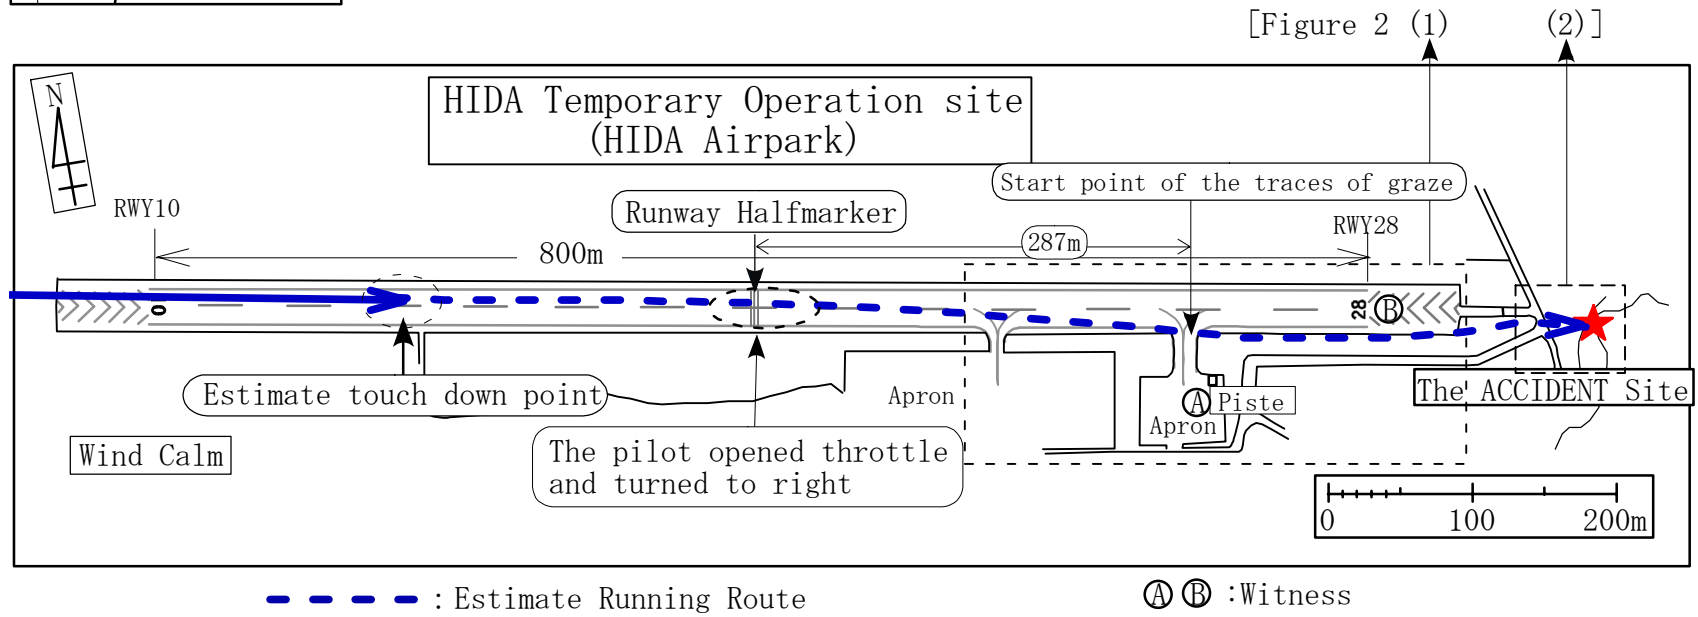 [Figure 2 (1) (2)]
N
HIDA Temporary Operation site
(HIDA Airpark)
Start point of the traces of graze
RWY10
Runway Halfmarker
RWY28
287m
800m
0
28
B
Estimate touch down point
Apron
A
Piste
The ACCIDENT Site
Apron
Wind Calm
The pilot opened throttle
and turned to right
0 100 200m
: Estimate Running Route
A B :Witness